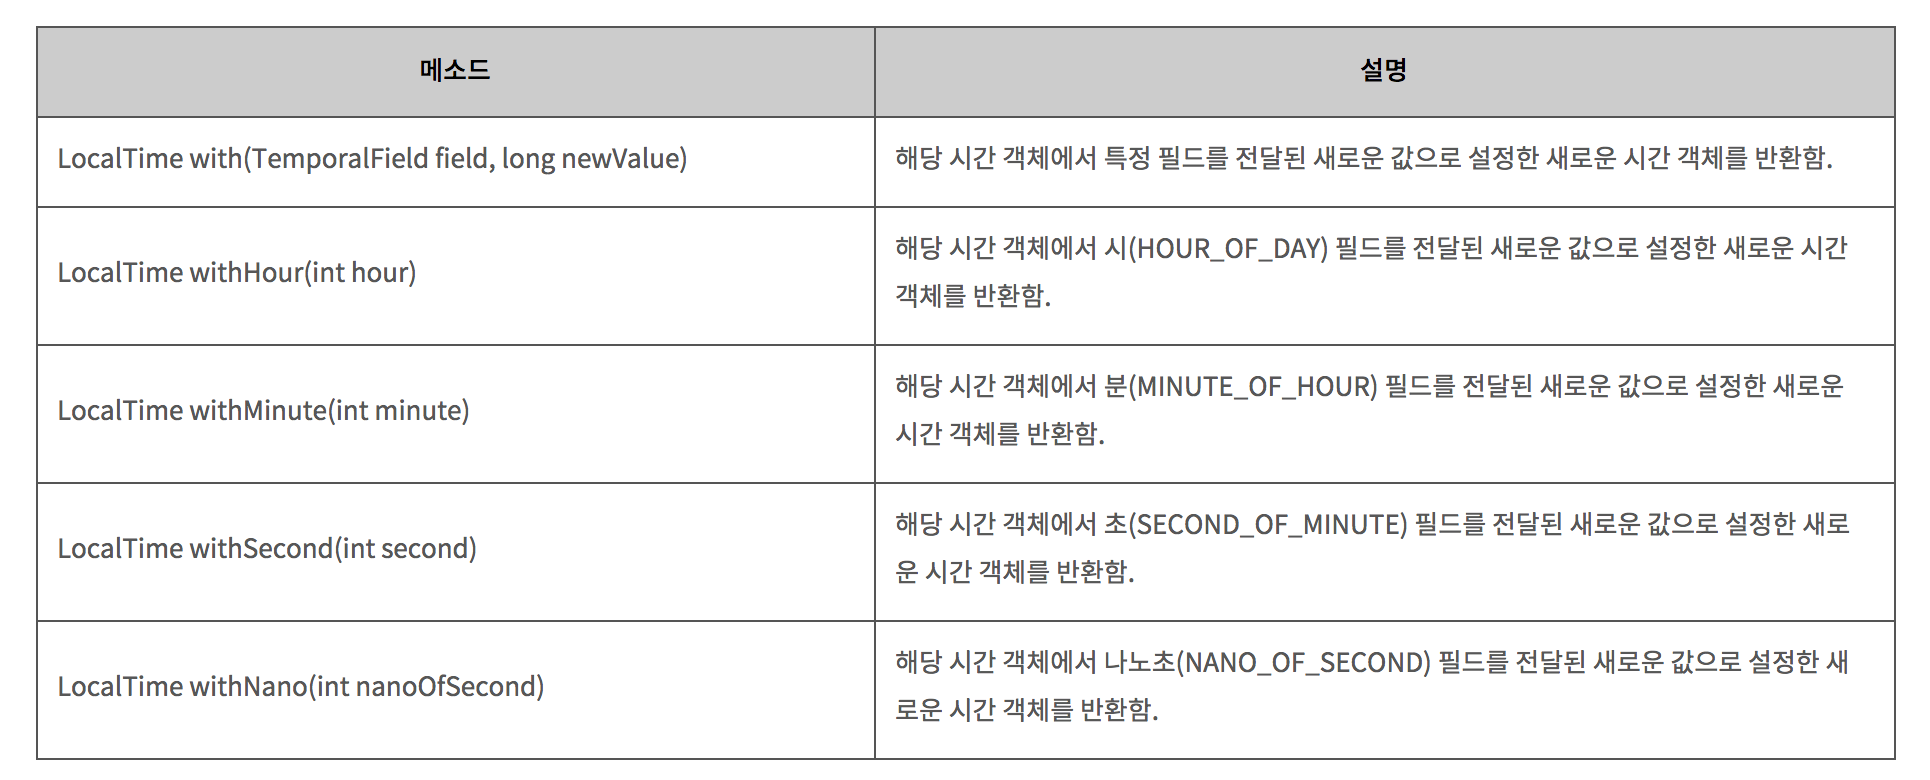 메소드
설명
LocalTime with(TemporalField field, long newValue)
해당 시간 객체에서 특정 필드를 전달된 새로운 값으로 설정한 새로운 시간 객체를 반환함.
LocalTime withHour(int hour)
해당 시간 객체에서 시(HOUR_OF_DAY) 필드를 전달된 새로운 값으로 설정한 새로운 시간
객체를 반환함.
LocalTime withMinute(int minute)
해당 시간 객체에서 분(MINUTE_OF_HOUR) 필드를 전달된 새로운 값으로 설정한 새로운
시간 객체를 반환함.
LocalTime withSecond(int second)
해당 시간 객체에서 초(SECOND_OF_MINUTE) 필드를 전달된 새로운 값으로 설정한 새로
운 시간 객체를 반환함.
LocalTime withNano(int nanoOfSecond)
해당 시간 객체에서 나노초(NANO_OF_SECOND) 필드를 전달된 새로운 값으로 설정한 새
로운 시간 객체를 반환함.